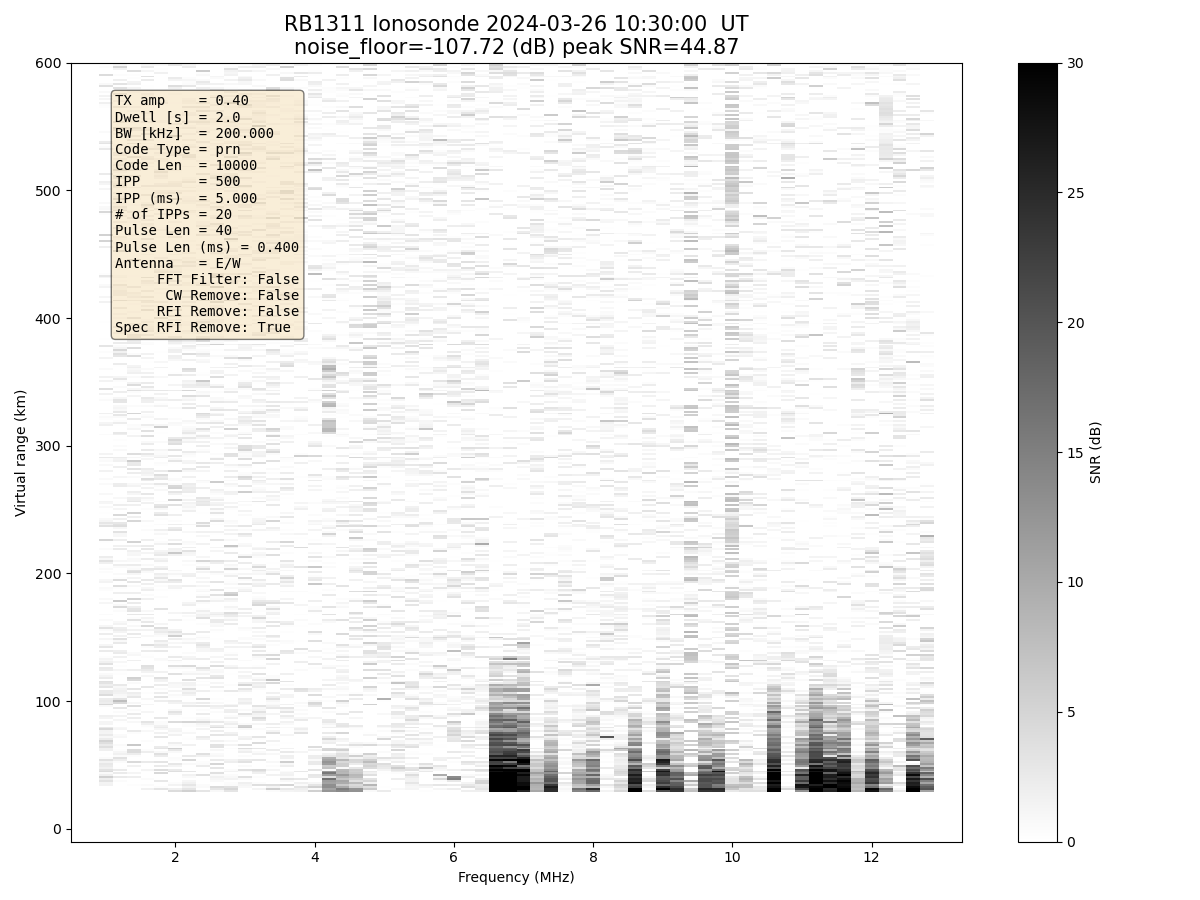 RB1311 Ionosonde 2024-03-26 10:30:00  UT
noise_floor=-107.72 (dB) peak SNR=44.87
TX amp    = 0.40
Dwell [s] = 2.0
BW [kHz]  = 200.000
Code Type = prn
Code Len  = 10000
IPP       = 500
IPP (ms)  = 5.000
# of IPPs = 20
Pulse Len = 40
Pulse Len (ms) = 0.400
Antenna   = E/W
FFT Filter: False
CW Remove: False
RFI Remove: False
Spec RFI Remove: True
600
500
400
300
200
100
0
Virtual range (km)
2
4
6
8
10
12
Frequency (MHz)
30
25
20
15
10
5
0
SNR (dB)